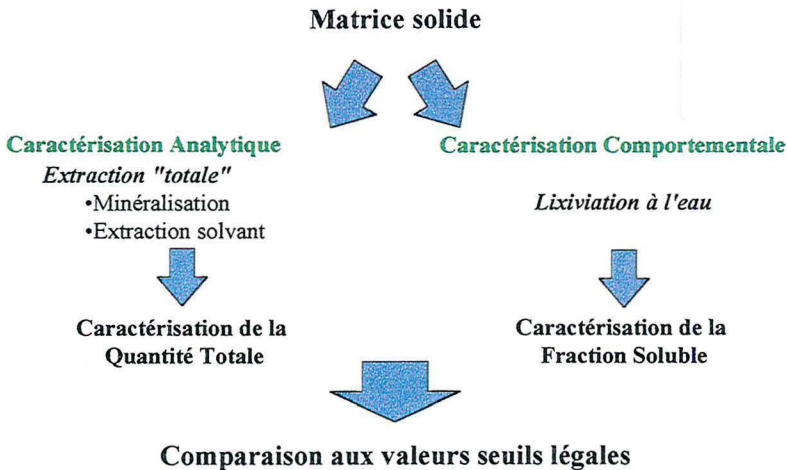 Matrice solide
Caractérisation Analytique
Extraction "totale"
•Minéralisation
•Extraction solvant
Caractérisation de la
Quantité Totale
Caractérisation Comportementale
Lixiviation à l'eau
Caractérisation de la
Fraction Soluble
Comparaison aux valeurs seuils légales